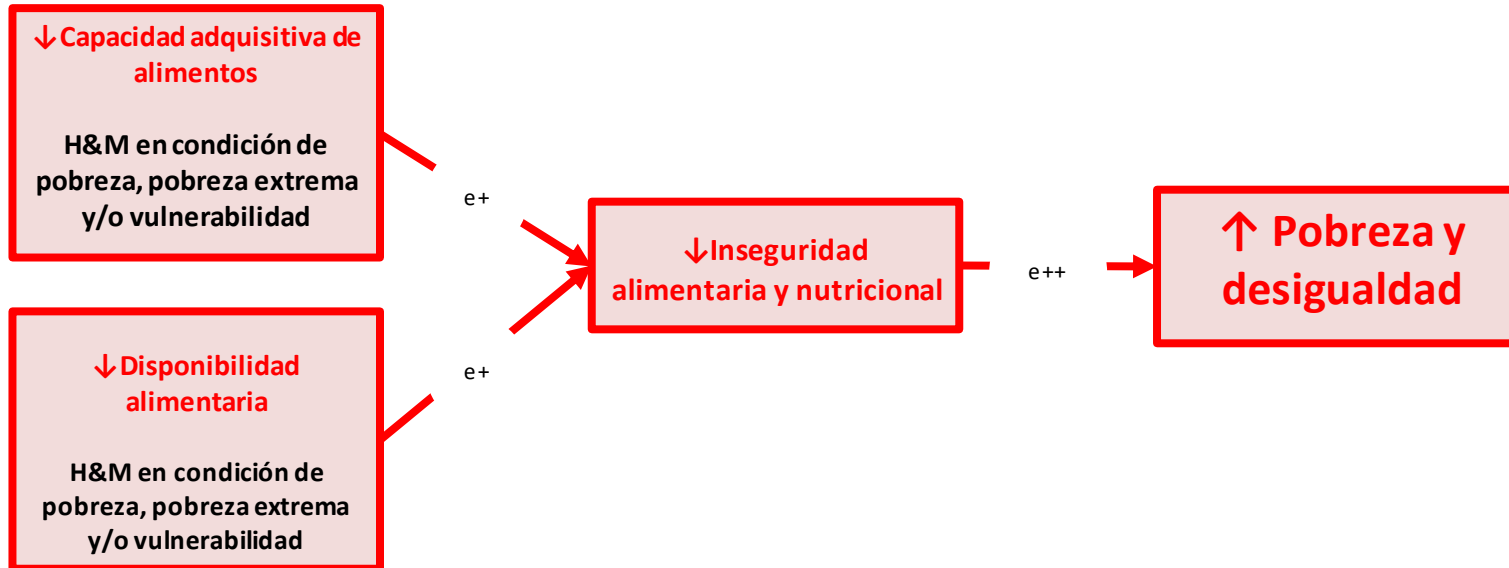 ↓Capacidad adquisitiva de
alimentos
H&M en condición de
pobreza, pobreza extrema
y/o vulnerabilidad
e+
↓Inseguridad
alimentaria y nutricional
e++
↑ Pobreza y
desigualdad
↓Disponibilidad
alimentaria
e+
H&M en condición de
pobreza, pobreza extrema
y/o vulnerabilidad